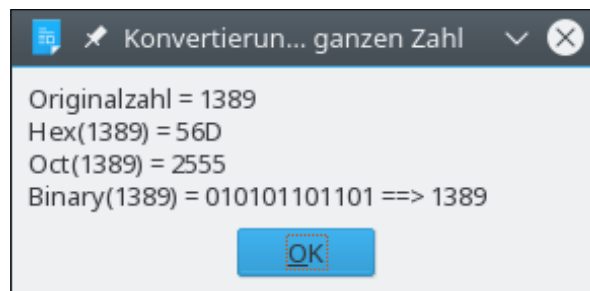 Konvertierun... ganzen Zahl
Originalzahl = 1389
Hex(1389) = 56D
Oct(1389) = 2555
Binary(1389) = 010101101101 ==> 1389
OK